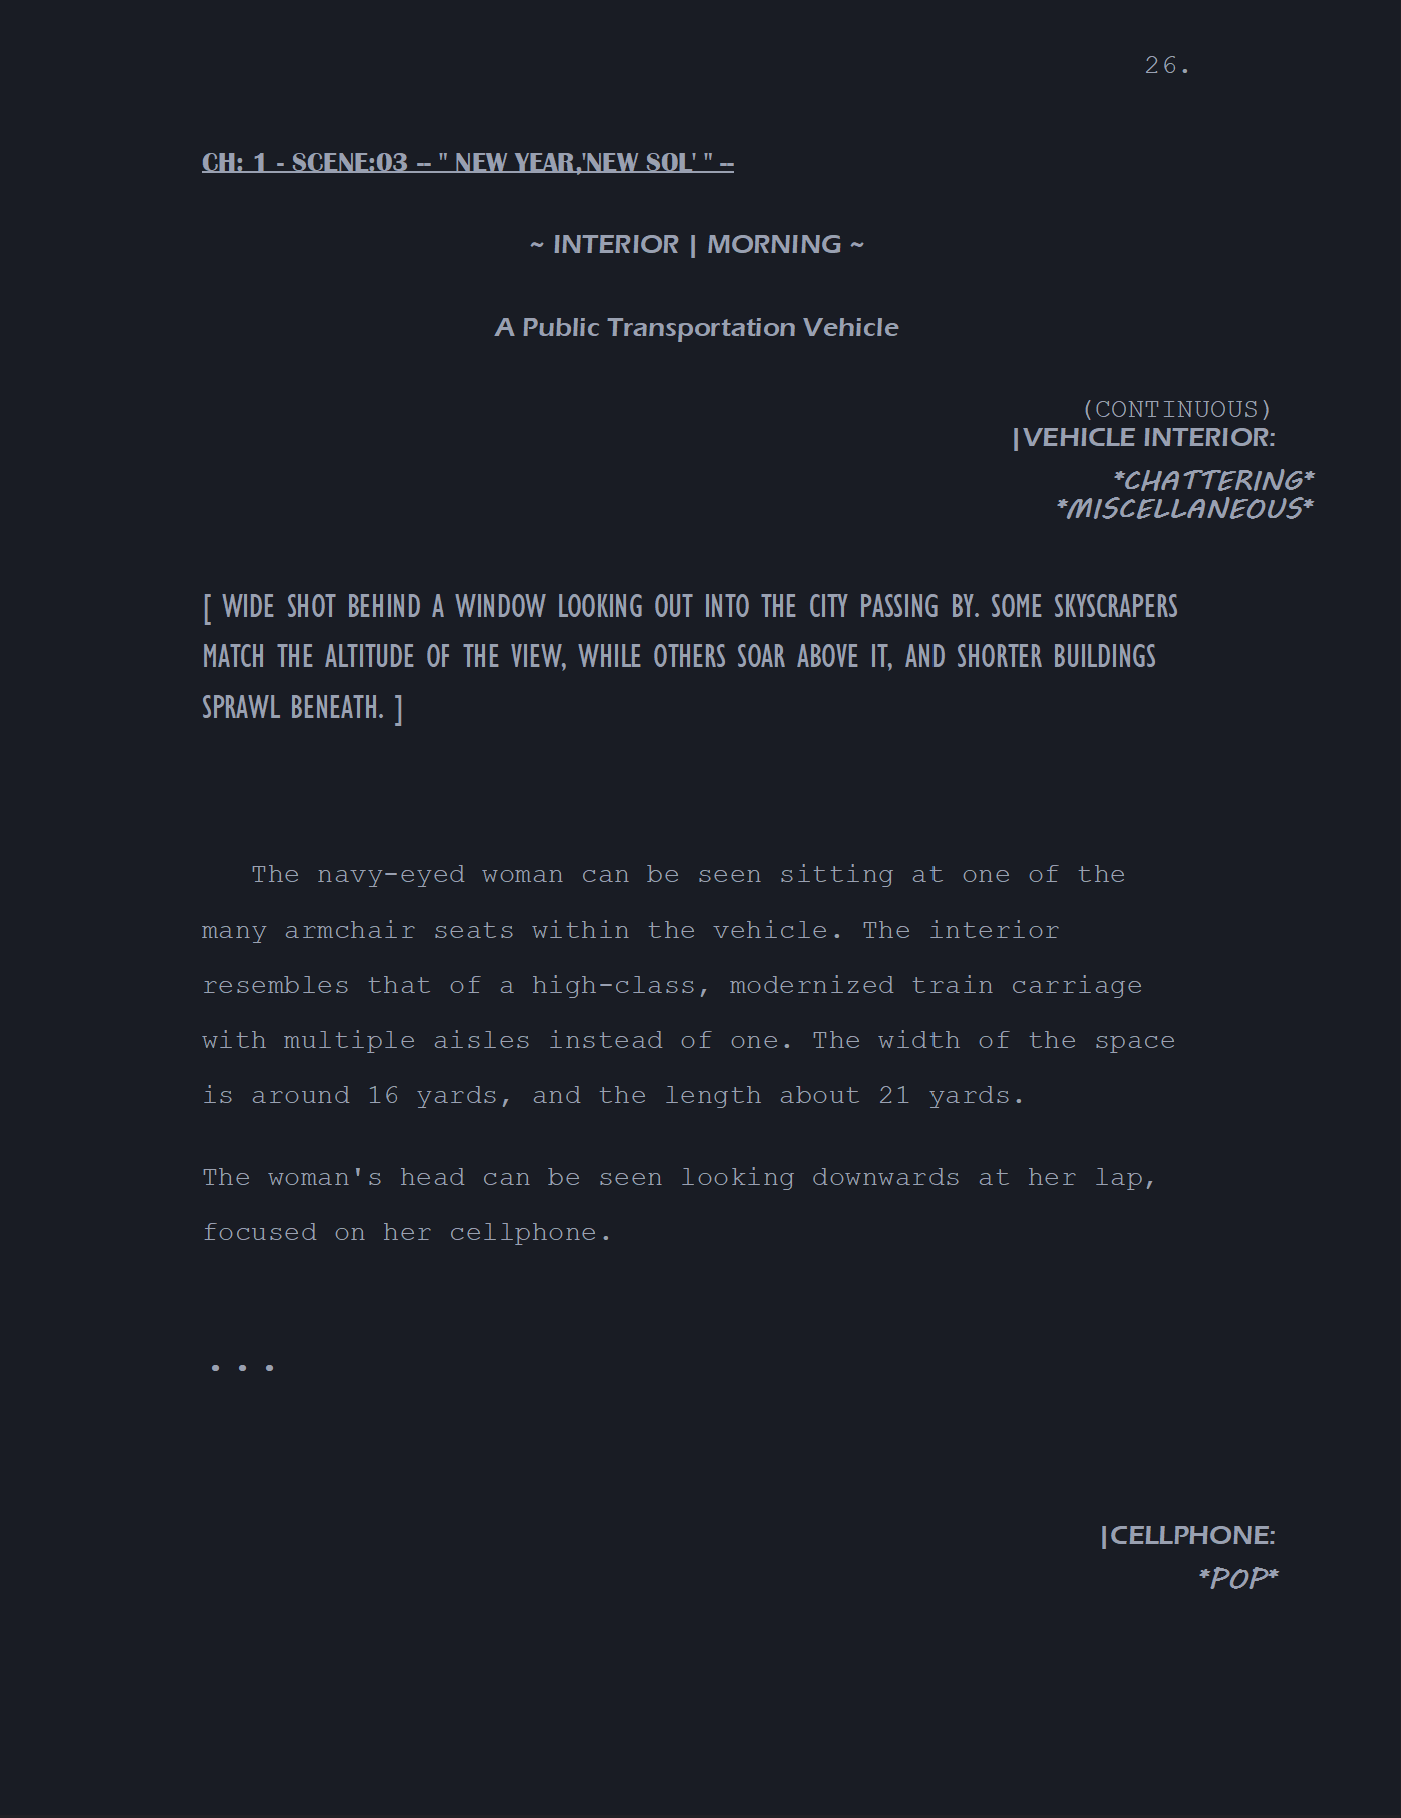 26.
CH: 1 - SCENE:03 -- " NEW YEAR,'NEW SOL' " --
~ INTERIOR | MORNING ~
A Public Transportation Vehicle
(CONTINUOUS)
|VEHICLE INTERIOR:
*CHATTERING*
*MISCELLANEOUS*
[ WIDE SHOT BEHIND A WINDOW LOOKING OUT INTO THE CITY PASSING BY. SOME SKYSCRAPERS
MATCH THE ALTITUDE OF THE VIEW, WHILE OTHERS SOAR ABOVE IT, AND SHORTER BUILDINGS
SPRAWL BENEATH. ]
The navy-eyed woman can be seen sitting at one of the
many armchair seats within the vehicle. The interior
resembles that of a high-class, modernized train carriage
with multiple aisles instead of one. The width of the space
is around 16 yards, and the length about 21 yards.
The woman's head can be seen looking downwards at her lap,
focused on her cellphone.
...
|CELLPHONE:
*POP*